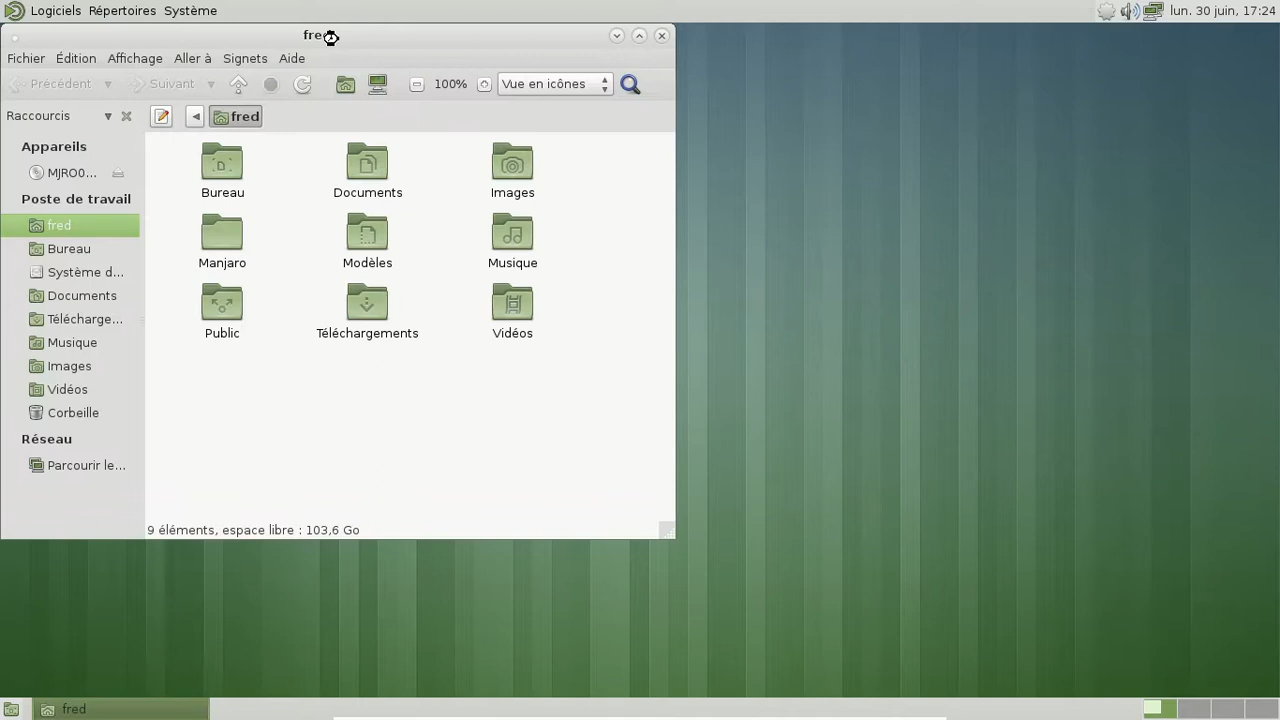 Logiciels Répertoires Système
lun. 30 juin, 17:24
Fichier Édition Affichage Aller à Signets Aide
Précédent Suivant 100% Vue en icônes
Raccourcis
fred
Appareils
MJRO0...
Poste de travail
fred
Bureau
Système d...
Documents
Télécharge...
Musique
Images
Vidéos
Corbeille
Réseau
Parcourir le...
Bureau Documents Images
Manjaro Modèles Musique
Public Téléchargements Vidéos
9 éléments, espace libre : 103,6 Go
fred